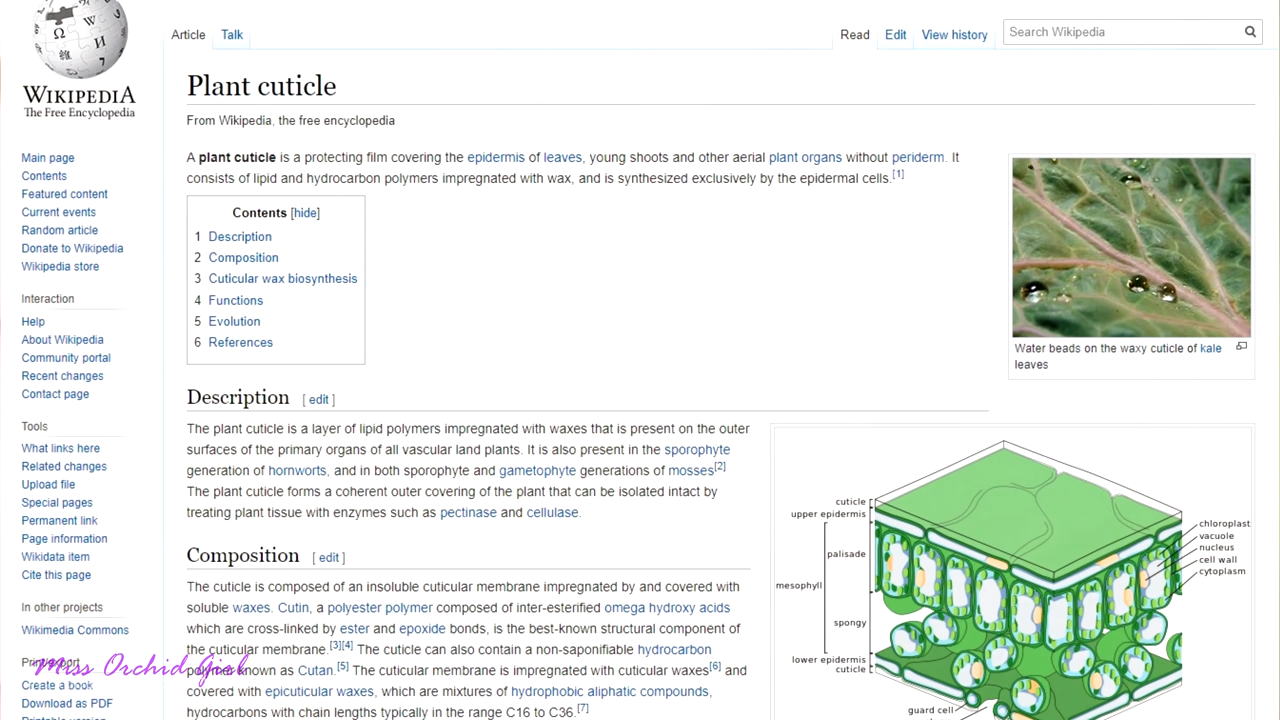 WIKIPEDIA
The Free Encyclopedia
Main page
Contents
Featured content
Current events
Random article
Donate to Wikipedia
Wikipedia store
Interaction
Help
About Wikipedia
Community portal
Recent changes
Contact page
Tools
What links here
Related changes
Upload file
Special pages
Permanent link
Page information
Wikidata item
Cite this page
In other projects
Wikimedia Commons
Print/export
Create a book
Download as PDF
Printable version
Miss Orchid Girl
Article Talk Read Edit View history Search Wikipedia
Plant cuticle
From Wikipedia, the free encyclopedia
A plant cuticle is a protecting film covering the epidermis of leaves, young shoots and other aerial plant organs without periderm. It
consists of lipid and hydrocarbon polymers impregnated with wax, and is synthesized exclusively by the epidermal cells.[1]
Contents [hide]
1 Description
2 Composition
3 Cuticular wax biosynthesis
4 Functions
5 Evolution
6 References
Water beads on the waxy cuticle of kale
leaves
Description [ edit ]
The plant cuticle is a layer of lipid polymers impregnated with waxes that is present on the outer
surfaces of the primary organs of all vascular land plants. It is also present in the sporophyte
generation of hornworts, and in both sporophyte and gametophyte generations of mosses[2]
The plant cuticle forms a coherent outer covering of the plant that can be isolated intact by
treating plant tissue with enzymes such as pectinase and cellulase.
Composition [ edit ]
The cuticle is composed of an insoluble cuticular membrane impregnated by and covered with
soluble waxes. Cutin, a polyester polymer composed of inter-esterified omega hydroxy acids
which are cross-linked by ester and epoxide bonds, is the best-known structural component of
the cuticular membrane.[3][4] The cuticle can also contain a non-saponifiable hydrocarbon
polymer known as Cutan.[5] The cuticular membrane is impregnated with cuticular waxes[6] and
covered with epicuticular waxes, which are mixtures of hydrophobic aliphatic compounds,
hydrocarbons with chain lengths typically in the range C16 to C36.[7]
cuticle
upper epidermis
palisade
mesophyll
spongy
lower epidermis
cuticle
guard cell
chloroplast
vacuole
nucleus
cell wall
cytoplasm